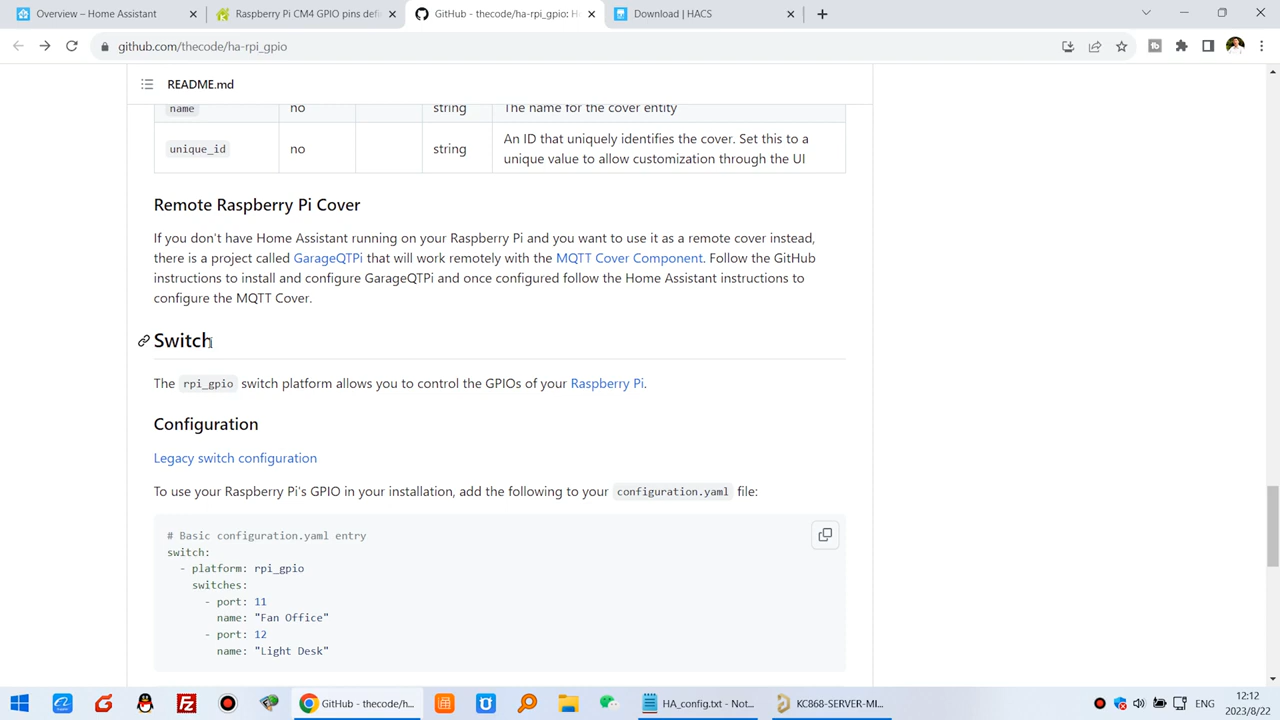 Overview – Home Assistant
Raspberry Pi CM4 GPIO pins defi
GitHub - thecode/ha-rpi_gpio: Ho
Download | HACS
github.com/thecode/ha-rpi_gpio
README.md
name no string The name for the cover entity
unique_id no string An ID that uniquely identifies the cover. Set this to a
unique value to allow customization through the UI
Remote Raspberry Pi Cover
If you don't have Home Assistant running on your Raspberry Pi and you want to use it as a remote cover instead,
there is a project called GarageQTPi that will work remotely with the MQTT Cover Component. Follow the GitHub
instructions to install and configure GarageQTPi and once configured follow the Home Assistant instructions to
configure the MQTT Cover.
Switch
The rpi_gpio switch platform allows you to control the GPIOs of your Raspberry Pi.
Configuration
Legacy switch configuration
To use your Raspberry Pi's GPIO in your installation, add the following to your configuration.yaml file:
# Basic configuration.yaml entry
switch:
- platform: rpi_gpio
switches:
- port: 11
name: "Fan Office"
- port: 12
name: "Light Desk"
GitHub - thecode/h...
HA_config.txt - Not...
KC868-SERVER-MI...
ENG
12:12
2023/8/22